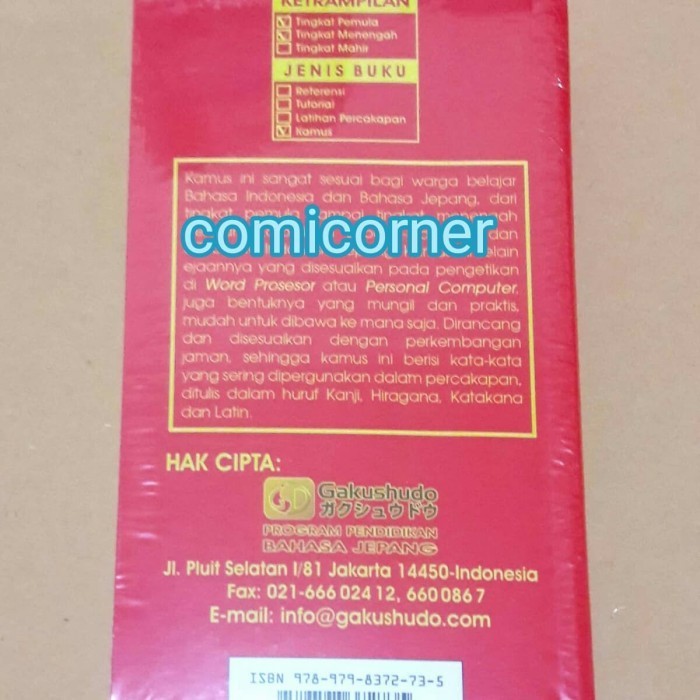 KETRAMPILAN
Tingkat Pemula
Tingkat Menengah
Tingkat Mahir
JENIS BUKU
Referensi
Tutorial
Latihan Percakapan
Kamus
Kamus ini sangat sesuai bagi warga belajar
Bahasa Indonesia dan Bahasa Jepang, dari
tingkat pemula sampai tingkat menengah
comicorner
dan
ejaannya yang disesuaikan pada pengetikan
di Word Prosesor atau Personal Computer,
juga bentuknya yang mungil dan praktis,
mudah untuk dibawa ke mana saja. Dirancang
dan disesuaikan dengan perkembangan
jaman, sehingga kamus ini berisi kata-kata
yang sering dipergunakan dalam percakapan,
ditulis dalam huruf Kanji, Hiragana, Katakana
dan Latin.
HAK CIPTA:
Gakushudo
ガクシュウドウ
PROGRAM PENDIDIKAN
BAHASA JEPANG
Jl. Pluit Selatan I/81 Jakarta 14450-Indonesia
Fax: 021-666 024 12, 660 086 7
E-mail: info@gakushudo.com
ISBN 978-979-8372-73-5